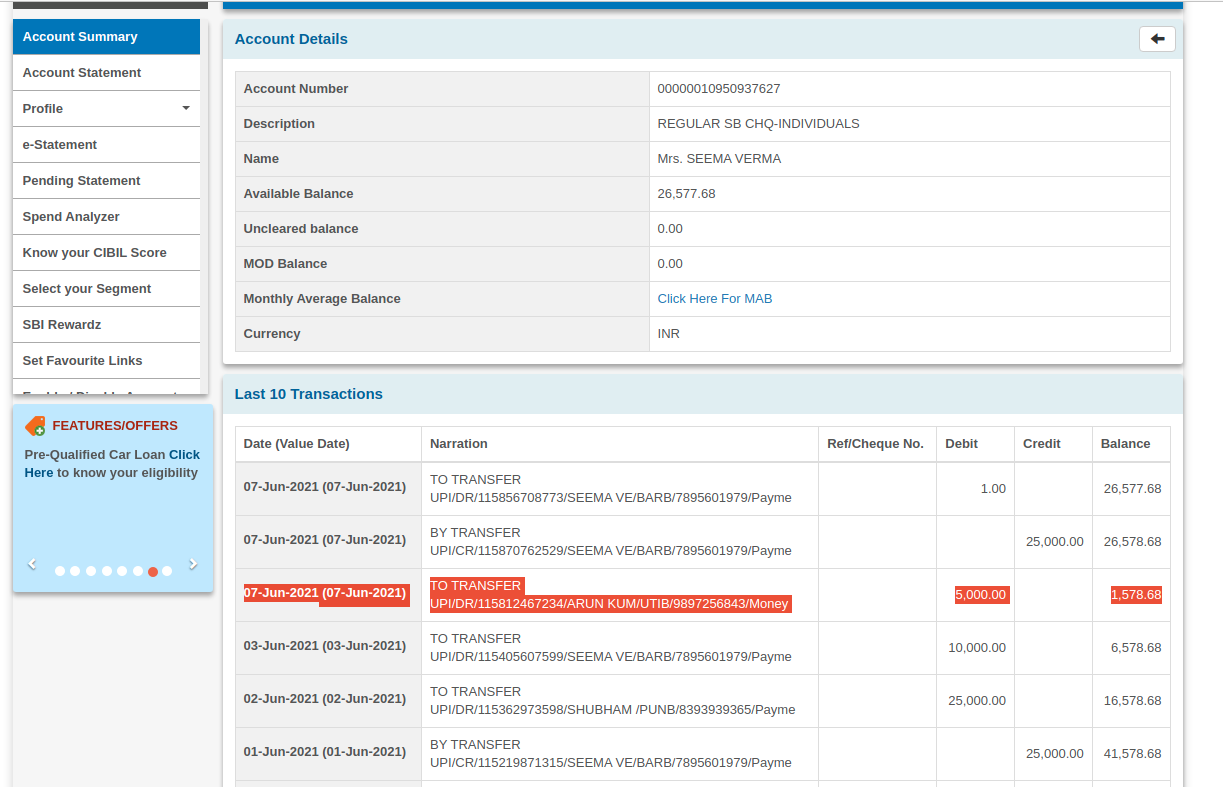 Account Summary
Account Statement
Profile
e-Statement
Pending Statement
Spend Analyzer
Know your CIBIL Score
Select your Segment
SBI Rewardz
Set Favourite Links
FEATURES/OFFERS
Pre-Qualified Car Loan Click
Here to know your eligibility
Account Details
Account Number 00000010950937627
Description REGULAR SB CHQ-INDIVIDUALS
Name Mrs. SEEMA VERMA
Available Balance 26,577.68
Uncleared balance 0.00
MOD Balance 0.00
Monthly Average Balance Click Here For MAB
Currency INR
Last 10 Transactions
Date (Value Date) Narration Ref/Cheque No. Debit Credit Balance
07-Jun-2021 (07-Jun-2021) TO TRANSFER
UPI/DR/115856708773/SEEMA VE/BARB/7895601979/Payme 1.00 26,577.68
07-Jun-2021 (07-Jun-2021) BY TRANSFER
UPI/CR/115870762529/SEEMA VE/BARB/7895601979/Payme 25,000.00 26,578.68
07-Jun-2021 (07-Jun-2021) TO TRANSFER
UPI/DR/115812467234/ARUN KUM/UTIB/9897256843/Money 5,000.00 1,578.68
03-Jun-2021 (03-Jun-2021) TO TRANSFER
UPI/DR/115405607599/SEEMA VE/BARB/7895601979/Payme 10,000.00 6,578.68
02-Jun-2021 (02-Jun-2021) TO TRANSFER
UPI/DR/115362973598/SHUBHAM /PUNB/8393939365/Payme 25,000.00 16,578.68
01-Jun-2021 (01-Jun-2021) BY TRANSFER
UPI/CR/115219871315/SEEMA VE/BARB/7895601979/Payme 25,000.00 41,578.68